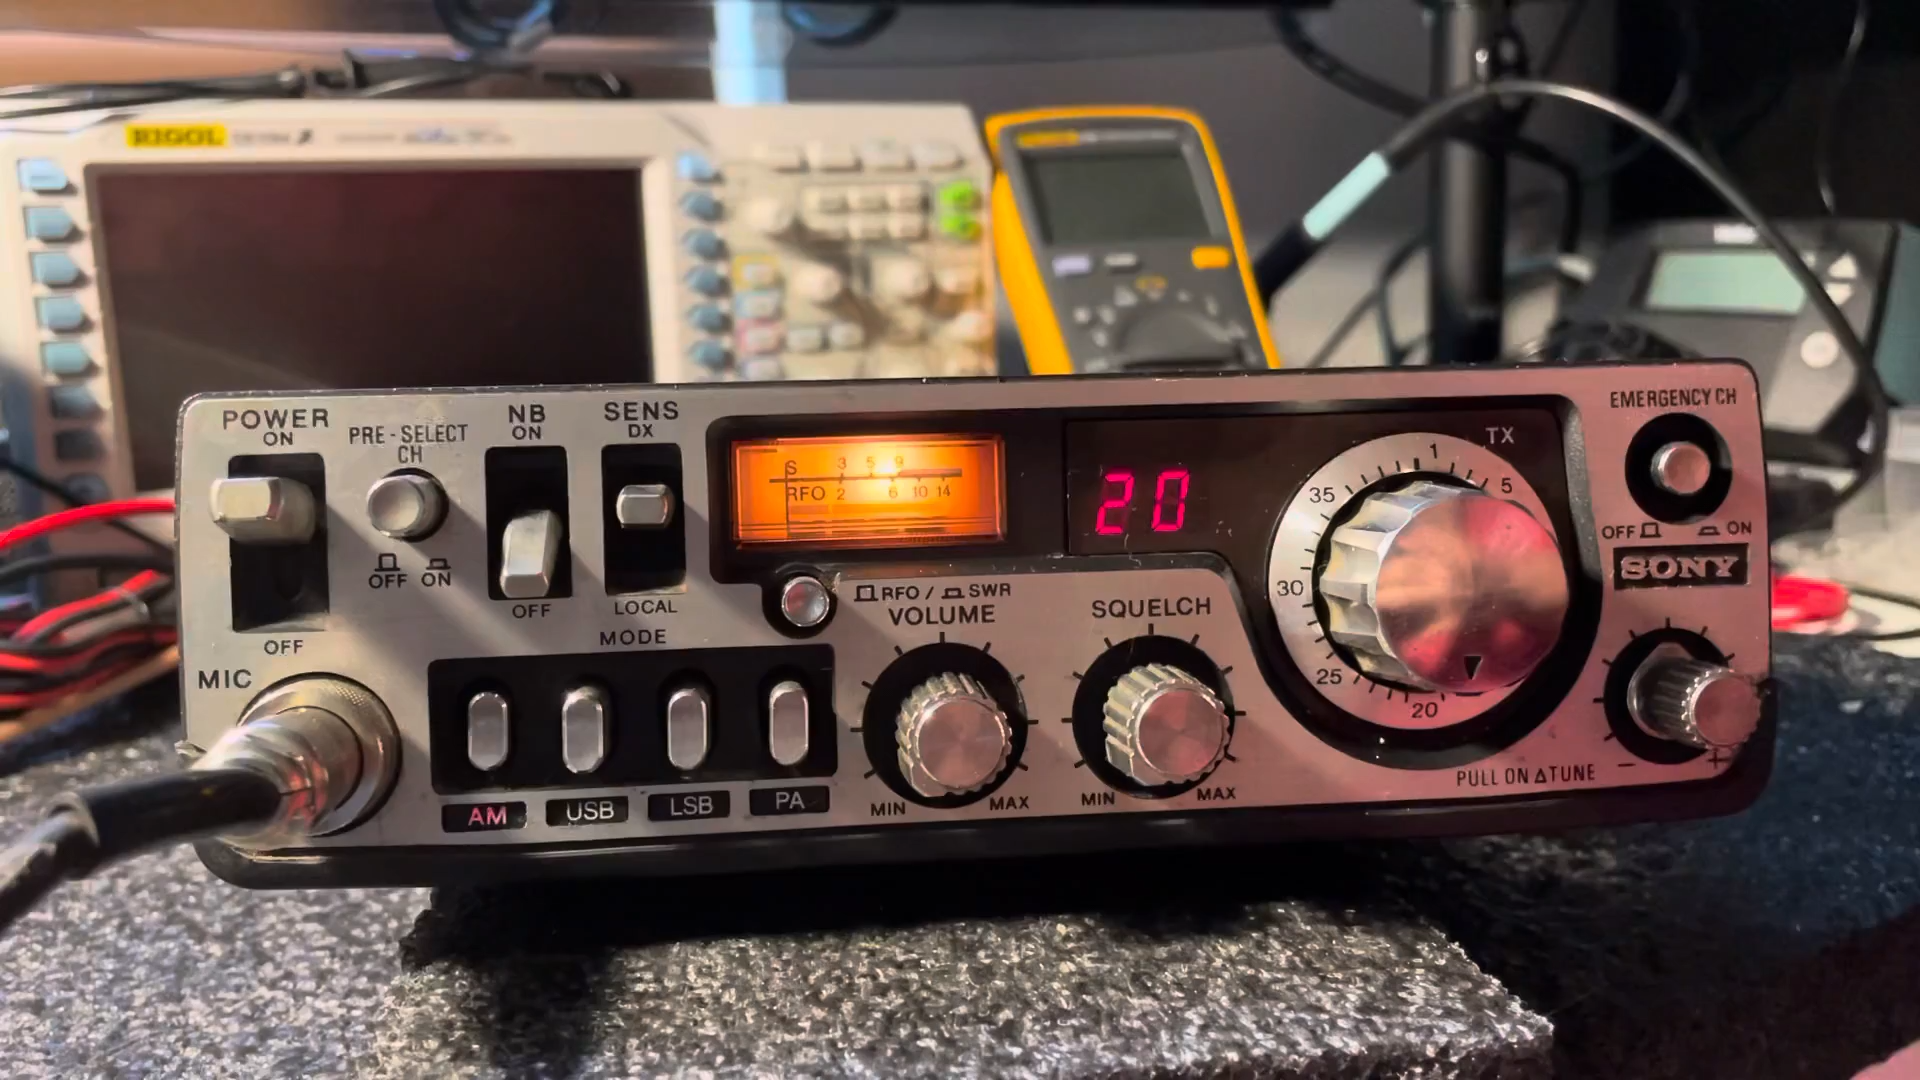 RIGOL
POWER
ON
OFF
PRE-SELECT
CH
OFF ON
NB
ON
OFF
SENS
DX
LOCAL
S 3 5 9
RFO 2 6 10 14
20
TX
1
5
20
25
30
35
EMERGENCY CH
OFF ON
SONY
RFO / SWR
VOLUME
MIN MAX
SQUELCH
MIN MAX
MODE
AM USB LSB PA
MIC
PULL ON ΔTUNE
- +